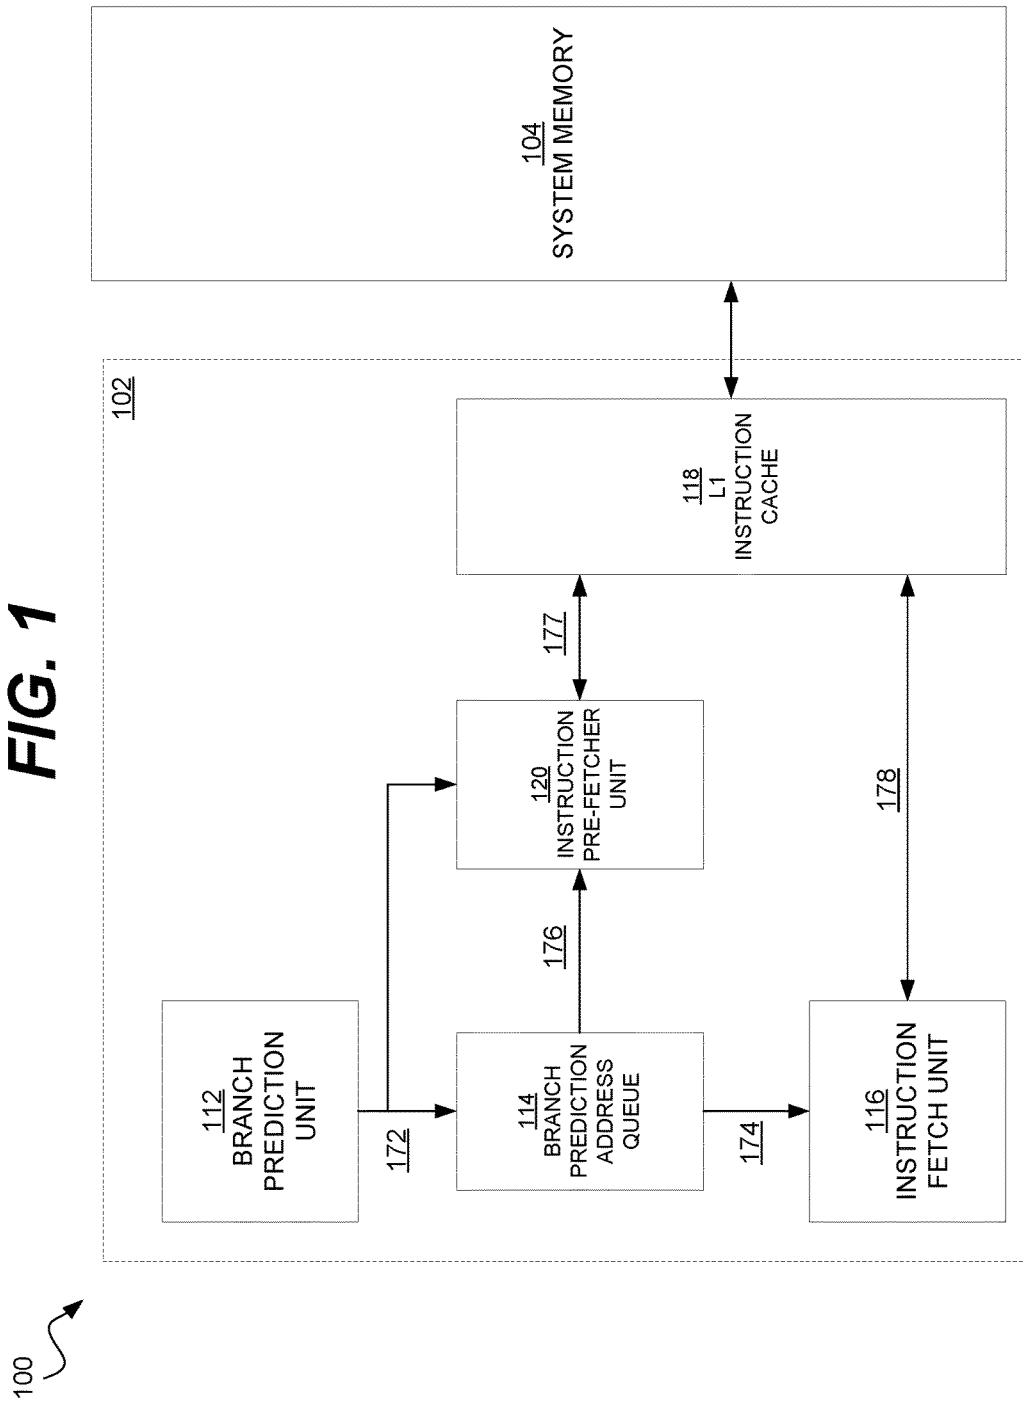 FIG. 1
100
102
112
BRANCH
PREDICTION
UNIT
172
114
BRANCH
PREDICTION
ADDRESS
QUEUE
174
116
INSTRUCTION
FETCH UNIT
176
120
INSTRUCTION
PRE-FETCHER
UNIT
177
178
118
L1
INSTRUCTION
CACHE
104
SYSTEM MEMORY